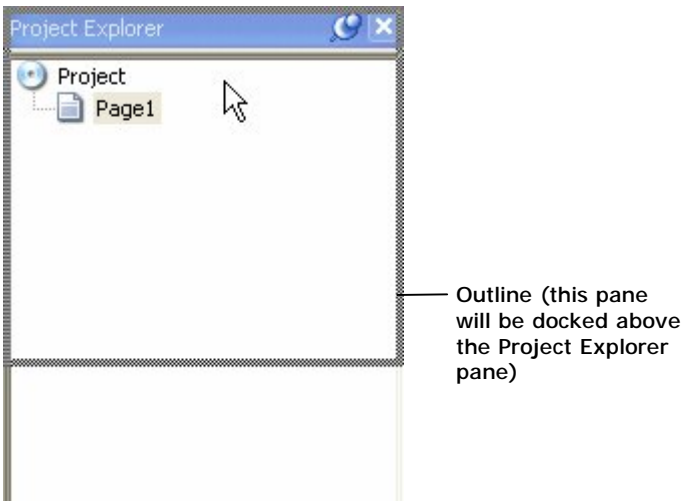 Project Explorer
Project
Page1
Outline (this pane
will be docked above
the Project Explorer
pane)